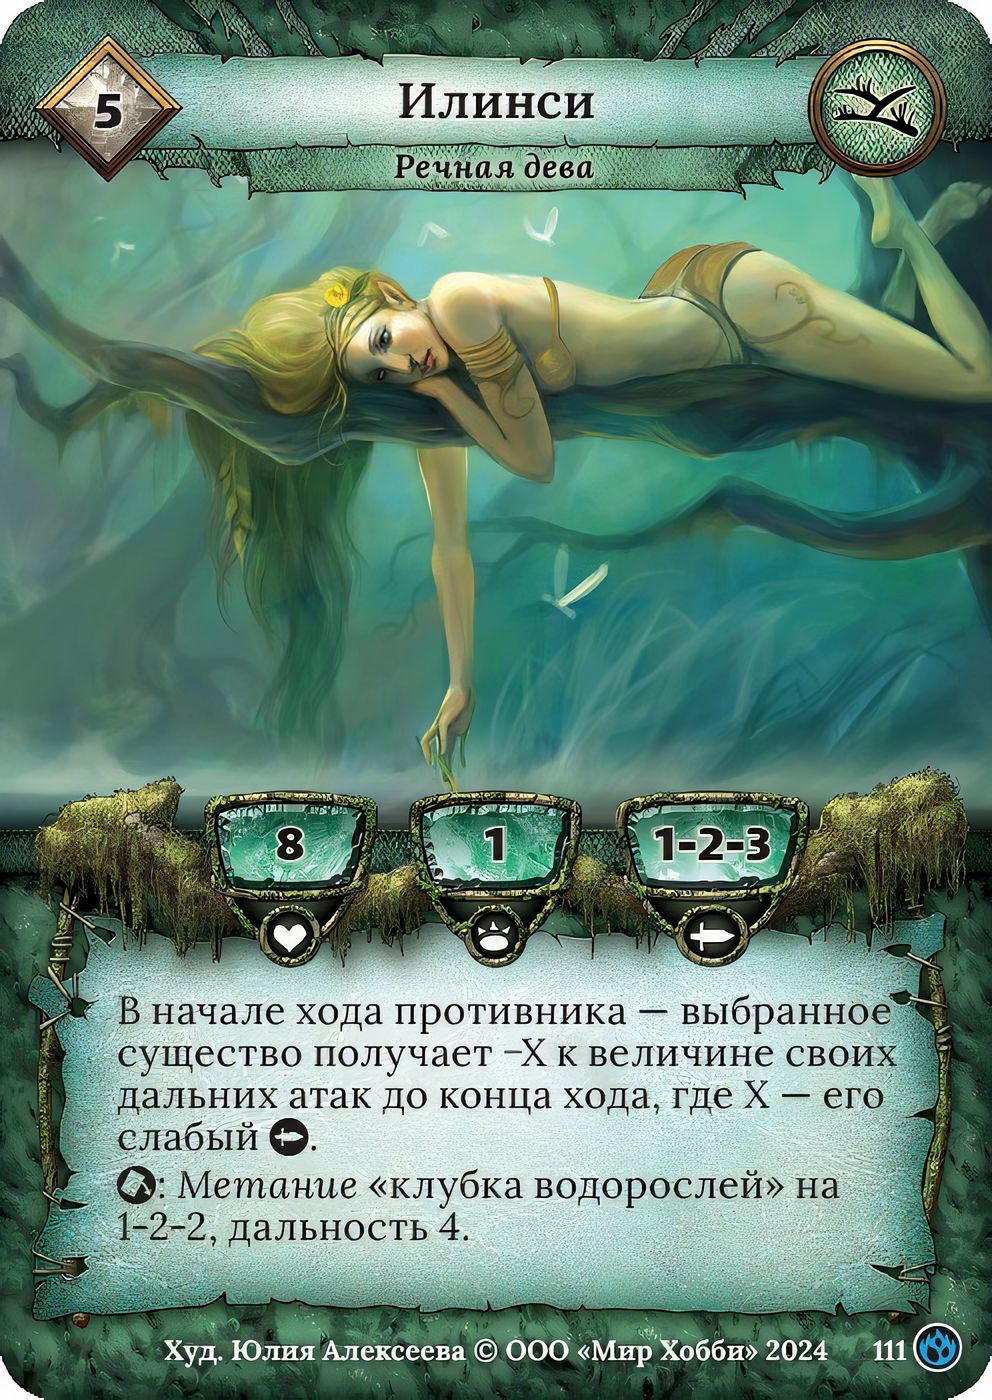 5
Илинси
Речная дева
8
1
1-2-3
В начале хода противника — выбранное
существо получает –X к величине своих
дальних атак до конца хода, где X — его
слабый .
: Метание «клубка водорослей» на
1-2-2, дальность 4.
Худ. Юлия Алексеева © ООО «Мир Хобби» 2024 111